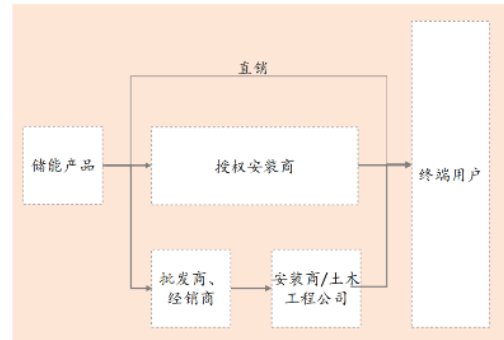 直销
储能产品
授权安装商
终端用户
批发商、
经销商
安装商/土木
工程公司